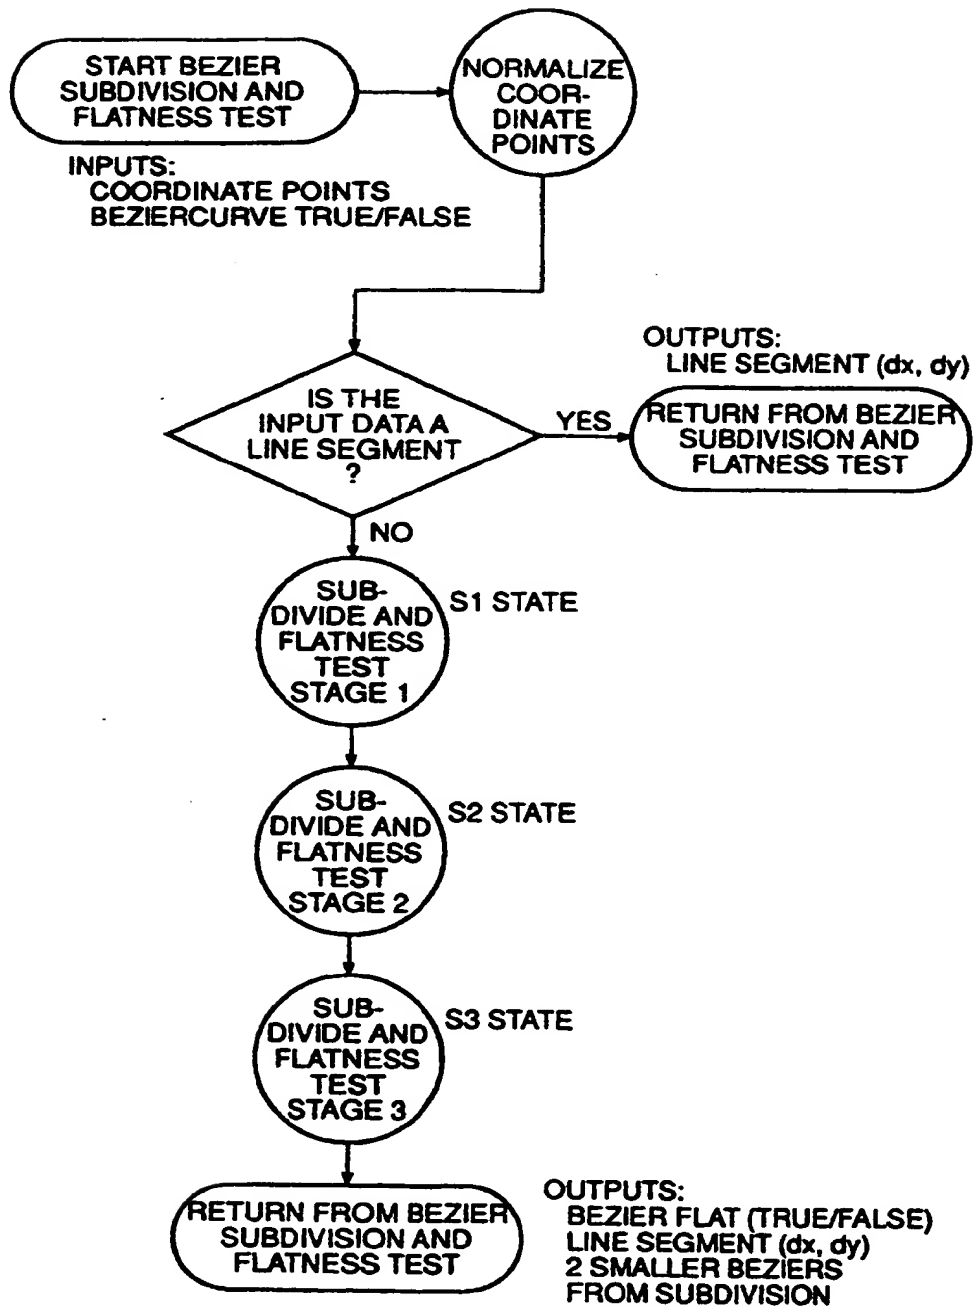 START BEZIER
SUBDIVISION AND
FLATNESS TEST
INPUTS:
COORDINATE POINTS
BEZIERCURVE TRUE/FALSE
NORMALIZE
COOR-
DINATE
POINTS
IS THE
INPUT DATA A
LINE SEGMENT
?
YES
OUTPUTS:
LINE SEGMENT (dx, dy)
RETURN FROM BEZIER
SUBDIVISION AND
FLATNESS TEST
NO
SUB-
DIVIDE AND
FLATNESS
TEST
STAGE 1
S1 STATE
SUB-
DIVIDE AND
FLATNESS
TEST
STAGE 2
S2 STATE
SUB-
DIVIDE AND
FLATNESS
TEST
STAGE 3
S3 STATE
RETURN FROM BEZIER
SUBDIVISION AND
FLATNESS TEST
OUTPUTS:
BEZIER FLAT (TRUE/FALSE)
LINE SEGMENT (dx, dy)
2 SMALLER BEZIERS
FROM SUBDIVISION